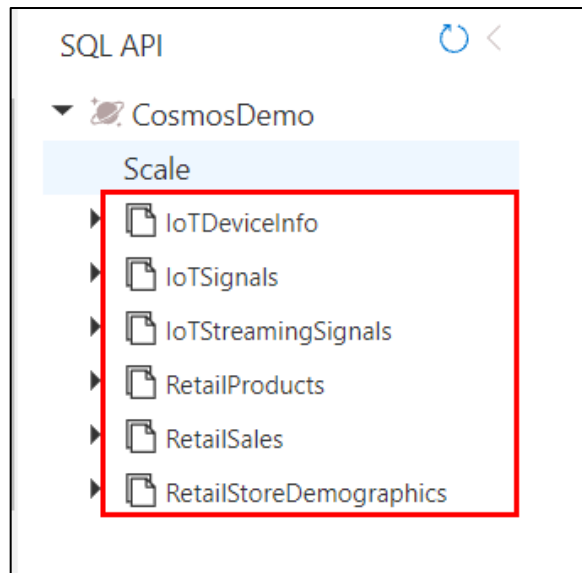 SQL API
CosmosDemo
Scale
IoTDeviceInfo
IoTSignals
IoTStreamingSignals
RetailProducts
RetailSales
RetailStoreDemographics